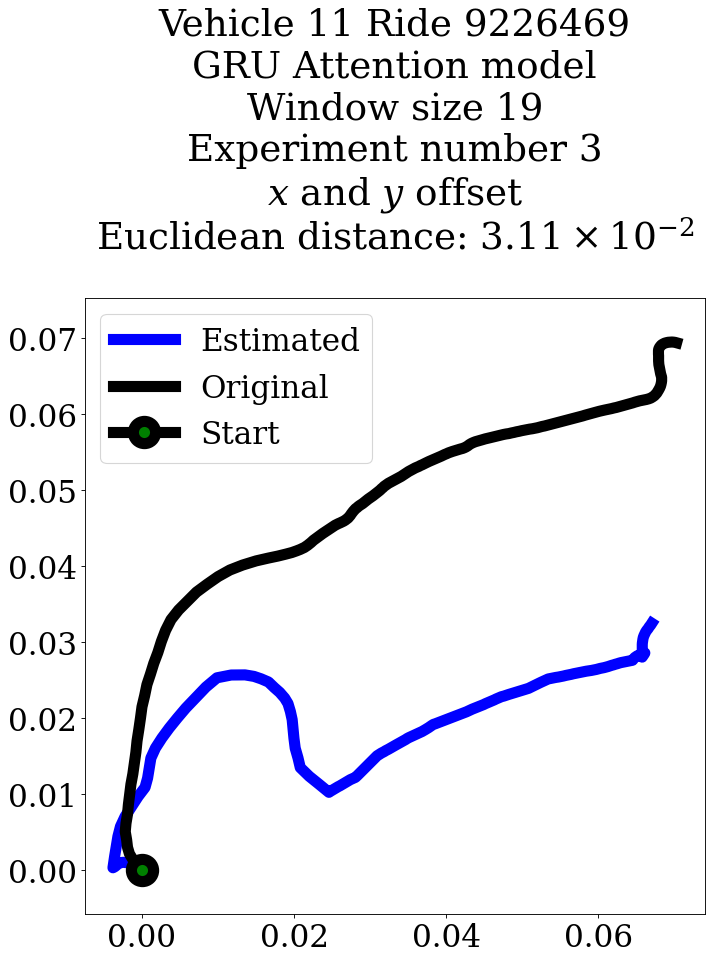 Vehicle 11 Ride 9226469
GRU Attention model
Window size 19
Experiment number 3
x and y offset
Euclidean distance: 3.11 × 10⁻²
Estimated
Original
Start
0.07
0.06
0.05
0.04
0.03
0.02
0.01
0.00
0.00 0.02 0.04 0.06